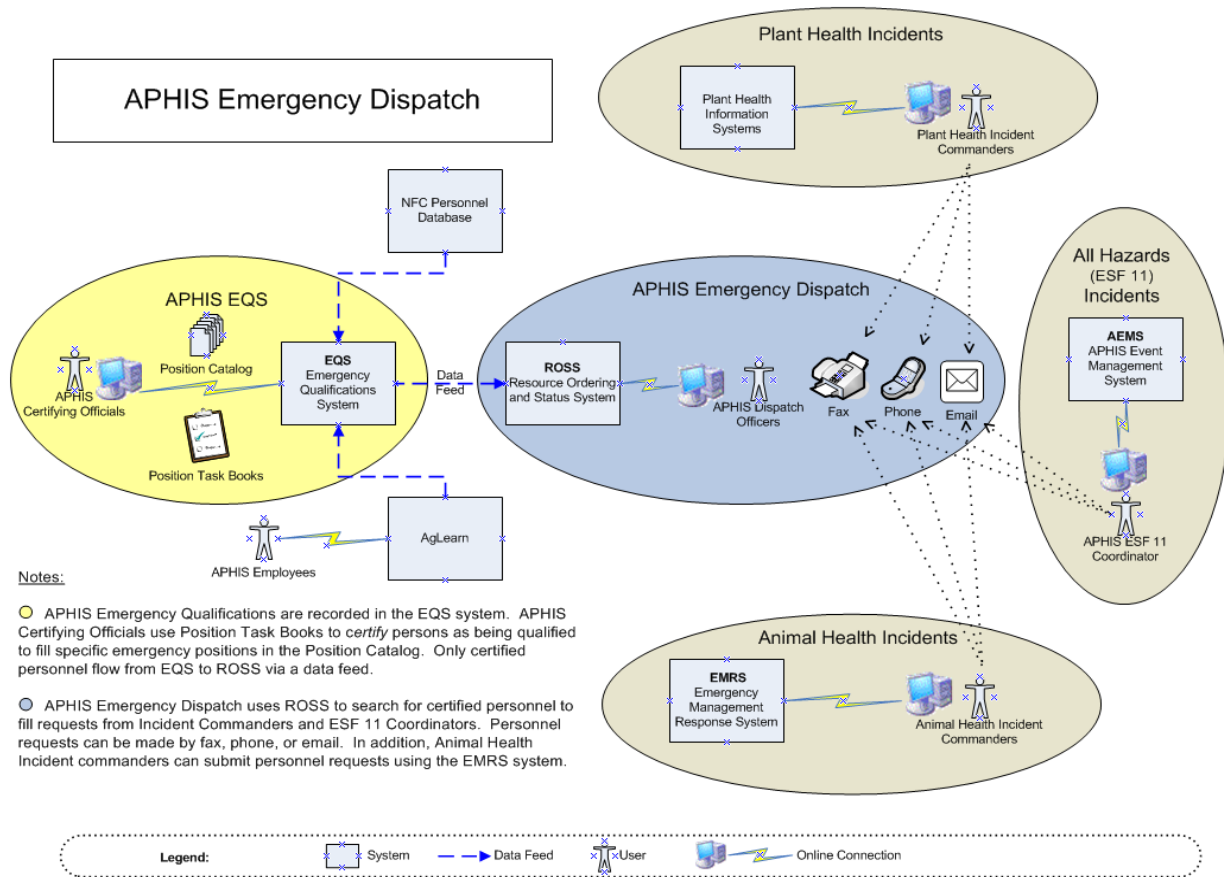 APHIS Emergency Dispatch
Plant Health Incidents
Plant Health
Information
Systems
Plant Health Incident
Commanders
NFC Personnel
Database
APHIS EQS
Position Catalog
APHIS
Certifying Officials
Position Task Books
EQS
Emergency
Qualifications
System
Data
Feed
APHIS Emergency Dispatch
ROSS
Resource Ordering
and Status System
APHIS Dispatch
Officers
Fax
Phone
Email
All Hazards
(ESF 11)
Incidents
AEMS
APHIS Event
Management
System
APHIS ESF 11
Coordinator
AgLearn
APHIS Employees
Animal Health Incidents
EMRS
Emergency
Management
Response System
Animal Health Incident
Commanders
Notes:
APHIS Emergency Qualifications are recorded in the EQS system. APHIS
Certifying Officials use Position Task Books to certify persons as being qualified
to fill specific emergency positions in the Position Catalog. Only certified
personnel flow from EQS to ROSS via a data feed.
APHIS Emergency Dispatch uses ROSS to search for certified personnel to
fill requests from Incident Commanders and ESF 11 Coordinators. Personnel
requests can be made by fax, phone, or email. In addition, Animal Health
Incident commanders can submit personnel requests using the EMRS system.
Legend:
System
Data Feed
User
Online Connection